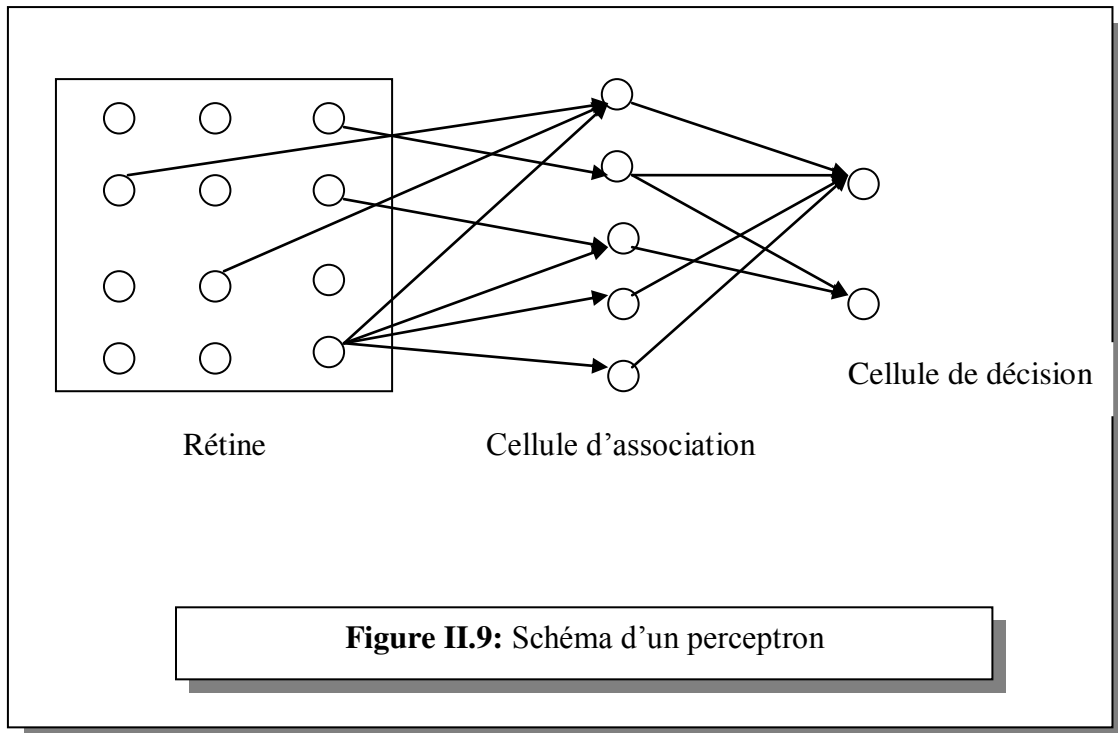 Cellule de décision
Rétine
Cellule d’association
Figure II.9: Schéma d’un perceptron